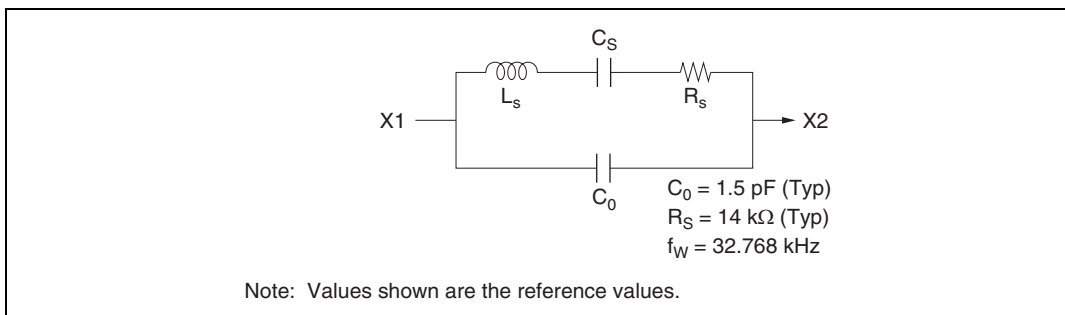 C_S
L_s
R_s
X1
X2
C_0
C_0 = 1.5 pF (Typ)
R_S = 14 kΩ (Typ)
f_W = 32.768 kHz
Note: Values shown are the reference values.